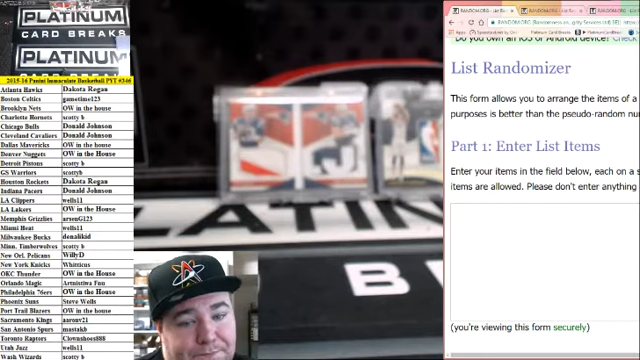 PLATINUM
CARD BREAKS
PLATINUM
CARD BREAKS
2015-16 Panini Immaculate Basketball PYT #346
Atlanta Hawks Dakota Regan
Boston Celtics gametime123
Brooklyn Nets OW in the house
Charlotte Hornets scotty b
Chicago Bulls Donald Johnson
Cleveland Cavaliers Donald Johnson
Dallas Mavericks OW in the house
Denver Nuggets OW in the House
Detroit Pistons scotty b
GS Warriors scottyb
Houston Rockets Dakota Regan
Indiana Pacers Donald Johnson
LA Clippers wells11
LA Lakers OW in the House
Memphis Grizzlies
Miami Heat wells11
Milwaukee Bucks denalikid
Minn. Timberwolves scotty b
New Orl. Pelicans WillyD
New York Knicks Whitticus
OKC Thunder OW in the House
Orlando Magic
Philadelphia 76ers OW in the House
Phoenix Suns Steve Wells
Port Trail Blazers OW in the house
Sacramento Kings aaronv21
San Antonio Spurs mastakb
Toronto Raptors Clownshoes888
Utah Jazz wells11
Wash Wizards scotty b
PLATIN
B
Do you own an iOS or Android device? Check
List Randomizer
This form allows you to arrange the items of a
purposes is better than the pseudo-random nu
Part 1: Enter List Items
Enter your items in the field below, each on a s
items are allowed. Please don't enter anything
(you're viewing this form securely)